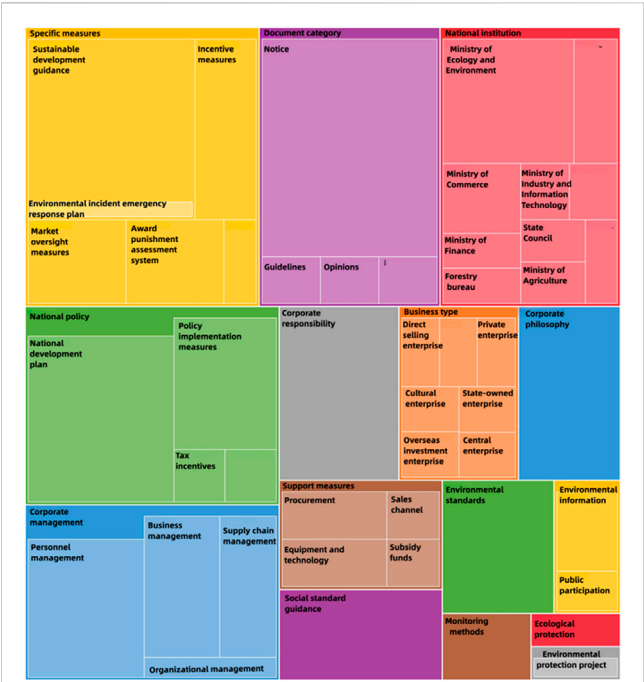 Specific measures
Sustainable
development
guidance
Incentive
measures
Environmental incident emergency
response plan
Market
oversight
measures
Award
punishment
assessment
system
Document category
Notice
Guidelines
Opinions
National institution
Ministry of
Ecology and
Environment
Ministry of
Commerce
Ministry of
Industry and
Information
Technology
Ministry of
Finance
State
Council
Forestry
bureau
Ministry of
Agriculture
National policy
National
development
plan
Policy
implementation
measures
Tax
incentives
Corporate
responsibility
Business type
Direct
selling
enterprise
Private
enterprise
Cultural
enterprise
State-owned
enterprise
Overseas
investment
enterprise
Central
enterprise
Corporate
philosophy
Corporate
management
Personnel
management
Business
management
Supply chain
management
Organizational management
Support measures
Procurement
Sales
channel
Equipment and
technology
Subsidy
funds
Social standard
guidance
Environmental
standards
Environmental
information
Public
participation
Monitoring
methods
Ecological
protection
Environmental
protection project